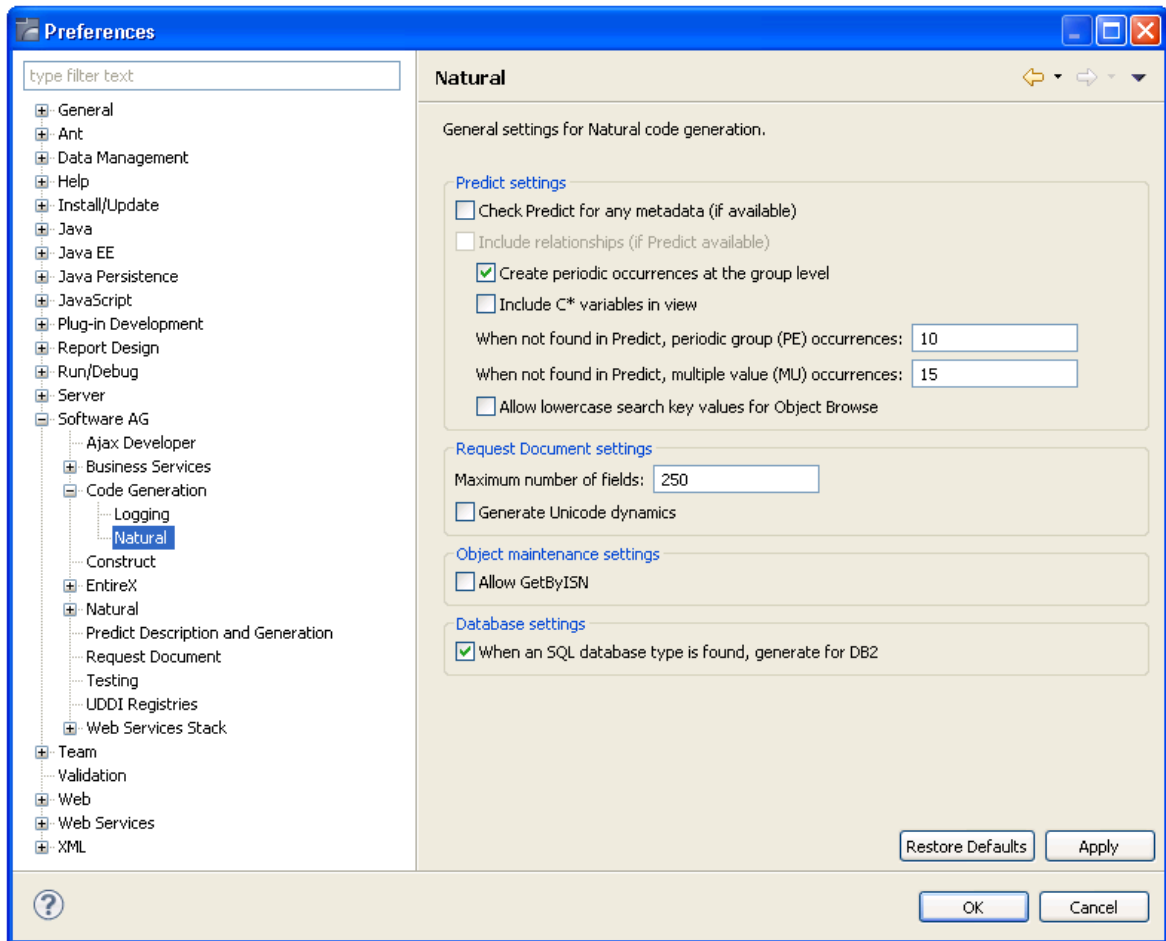 Preferences
type filter text
General
Ant
Data Management
Help
Install/Update
Java
Java EE
Java Persistence
JavaScript
Plug-in Development
Report Design
Run/Debug
Server
Software AG
Ajax Developer
Business Services
Code Generation
Logging
Natural
Construct
EntireX
Natural
Predict Description and Generation
Request Document
Testing
UDDI Registries
Web Services Stack
Team
Validation
Web
Web Services
XML
Natural
General settings for Natural code generation.
Predict settings
Check Predict for any metadata (if available)
Include relationships (if Predict available)
Create periodic occurrences at the group level
Include C* variables in view
When not found in Predict, periodic group (PE) occurrences: 10
When not found in Predict, multiple value (MU) occurrences: 15
Allow lowercase search key values for Object Browse
Request Document settings
Maximum number of fields: 250
Generate Unicode dynamics
Object maintenance settings
Allow GetByISN
Database settings
When an SQL database type is found, generate for DB2
Restore Defaults Apply
? OK Cancel